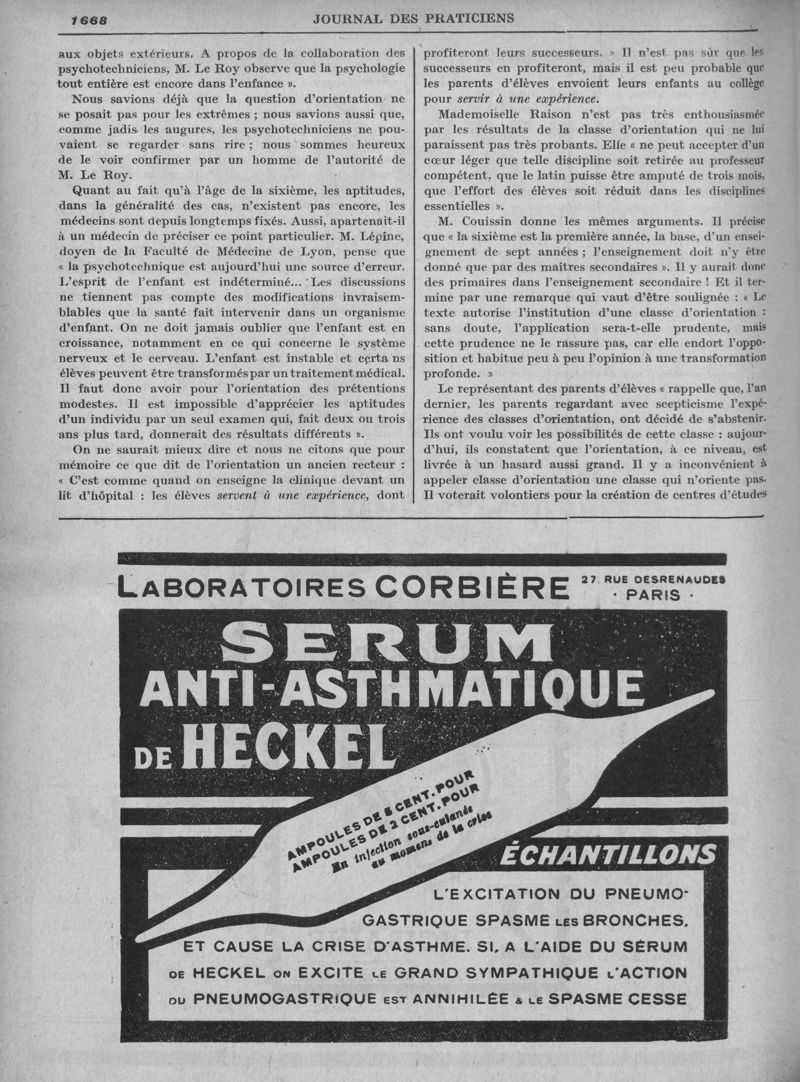 1668
JOURNAL DES PRATICIENS
aux objets extérieurs. A propos de la collaboration des
psychotechniciens, M. Le Roy observe que la psychologie
tout entière est encore dans l'enfance ».
Nous savions déjà que la question d'orientation ne
se posait pas pour les extrêmes ; nous savions aussi que,
comme jadis les augures, les psychotechniciens ne pou-
vaient se regarder sans rire ; nous sommes heureux
de le voir confirmer par un homme de l'autorité de
M. Le Roy.
Quant au fait qu'à l'âge de la sixième, les aptitudes,
dans la généralité des cas, n'existent pas encore, les
médecins sont depuis longtemps fixés. Aussi, apartenait-il
à un médecin de préciser ce point particulier. M. Lépine,
doyen de la Faculté de Médecine de Lyon, pense que
« la psychotechnique est aujourd'hui une source d'erreur.
L'esprit de l'enfant est indéterminé... Les discussions
ne tiennent pas compte des modifications invraisem-
blables que la santé fait intervenir dans un organisme
d'enfant. On ne doit jamais oublier que l'enfant est en
croissance, notamment en ce qui concerne le système
nerveux et le cerveau. L'enfant est instable et certa ns
élèves peuvent être transformés par un traitement médical.
Il faut donc avoir pour l'orientation des prétentions
modestes. Il est impossible d'apprécier les aptitudes
d'un individu par un seul examen qui, fait deux ou trois
ans plus tard, donnerait des résultats différents ».
On ne saurait mieux dire et nous ne citons que pour
mémoire ce que dit de l'orientation un ancien recteur :
« C'est comme quand on enseigne la clinique devant un
lit d'hôpital : les élèves servent à une expérience, dont
profiteront leurs successeurs. » Il n'est pas sûr que les
successeurs en profiteront, mais il est peu probable que
les parents d'élèves envoient leurs enfants au collège
pour servir à une expérience.
Mademoiselle Raison n'est pas très enthousiasmée
par les résultats de la classe d'orientation qui ne lui
paraissent pas très probants. Elle « ne peut accepter d'un
cœur léger que telle discipline soit retirée au professeur
compétent, que le latin puisse être amputé de trois mois,
que l'effort des élèves soit réduit dans les disciplines
essentielles ».
M. Couissin donne les mêmes arguments. Il précise
que « la sixième est la première année, la base, d'un ensei-
gnement de sept années ; l'enseignement doit n'y être
donné que par des maîtres secondaires ». Il y aurait donc
des primaires dans l'enseignement secondaire ! Et il ter-
mine par une remarque qui vaut d'être soulignée : « Le
texte autorise l'institution d'une classe d'orientation :
sans doute, l'application sera-t-elle prudente, mais
cette prudence ne le rassure pas, car elle endort l'oppo-
sition et habitue peu à peu l'opinion à une transformation
profonde. »
Le représentant des parents d'élèves « rappelle que, l'an
dernier, les parents regardant avec scepticisme l'expé-
rience des classes d'orientation, ont décidé de s'abstenir.
Ils ont voulu voir les possibilités de cette classe : aujour-
d'hui, ils constatent que l'orientation, à ce niveau, est
livrée à un hasard aussi grand. Il y a inconvénient à
appeler classe d'orientation une classe qui n'oriente pas.
Il voterait volontiers pour la création de centres d'études
LABORATOIRES CORBIÈRE
27, RUE DESRENAUDES
· PARIS ·
SERUM
ANTI-ASTHMATIQUE
DE HECKEL
AMPOULES DE 5 CENT. POUR
AMPOULES DE 2 CENT. POUR
En injection sous-cutanée
au moment de la crise
ÉCHANTILLONS
L'EXCITATION DU PNEUMO-
GASTRIQUE SPASME LES BRONCHES.
ET CAUSE LA CRISE D'ASTHME. SI, A L'AIDE DU SÉRUM
DE HECKEL ON EXCITE LE GRAND SYMPATHIQUE L'ACTION
DU PNEUMOGASTRIQUE EST ANNIHILÉE & LE SPASME CESSE